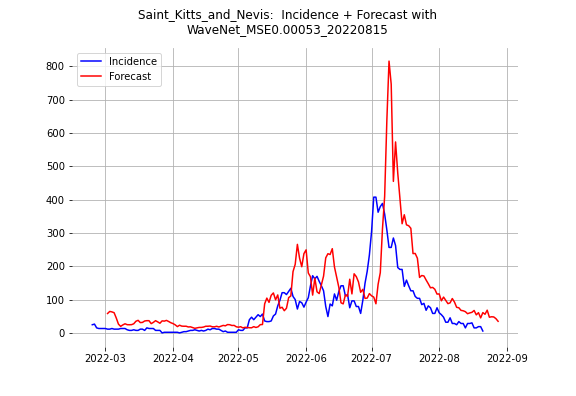 Saint_Kitts_and_Nevis:  Incidence + Forecast with
WaveNet_MSE0.00053_20220815
Incidence
Forecast
800
700
600
500
400
300
200
100
0
2022-03 2022-04 2022-05 2022-06 2022-07 2022-08 2022-09